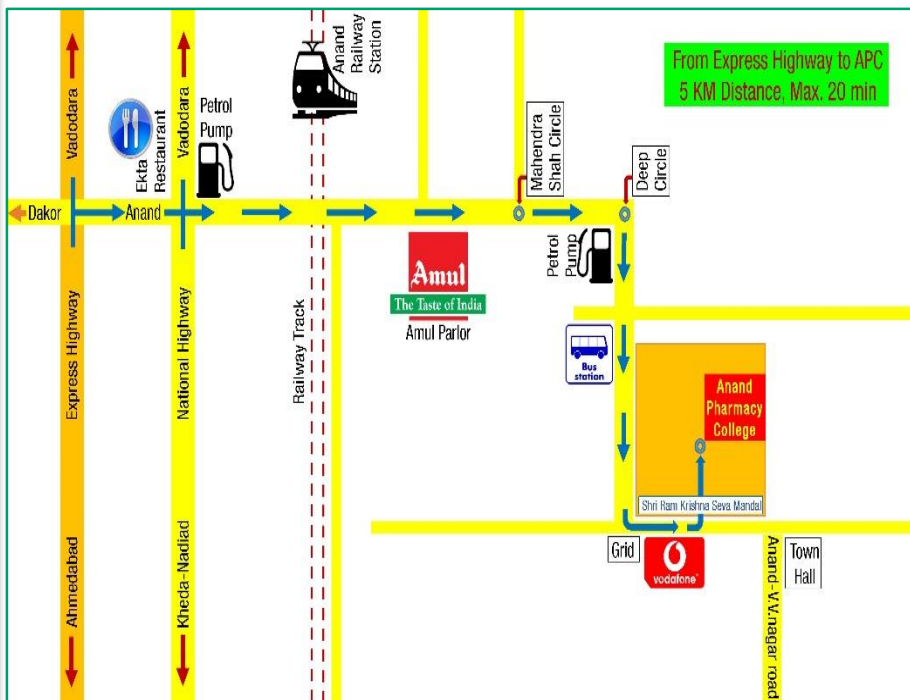 Vadodara
Vadodara
Ekta
Restaurant
Petrol
Pump
Anand
Railway
Station
From Express Highway to APC
5 KM Distance, Max. 20 min
Mahendra
Shah Circle
Deep
Circle
Dakor
Anand
Petrol
Pump
Amul
The Taste of India
Amul Parlor
Express Highway
National Highway
Railway Track
Bus
station
Anand
Pharmacy
College
Shri Ram Krishna Seva Mandal
Ahmedabad
Kheda-Nadiad
Grid
vodafone
Anand-V.V.nagar road
Town
Hall